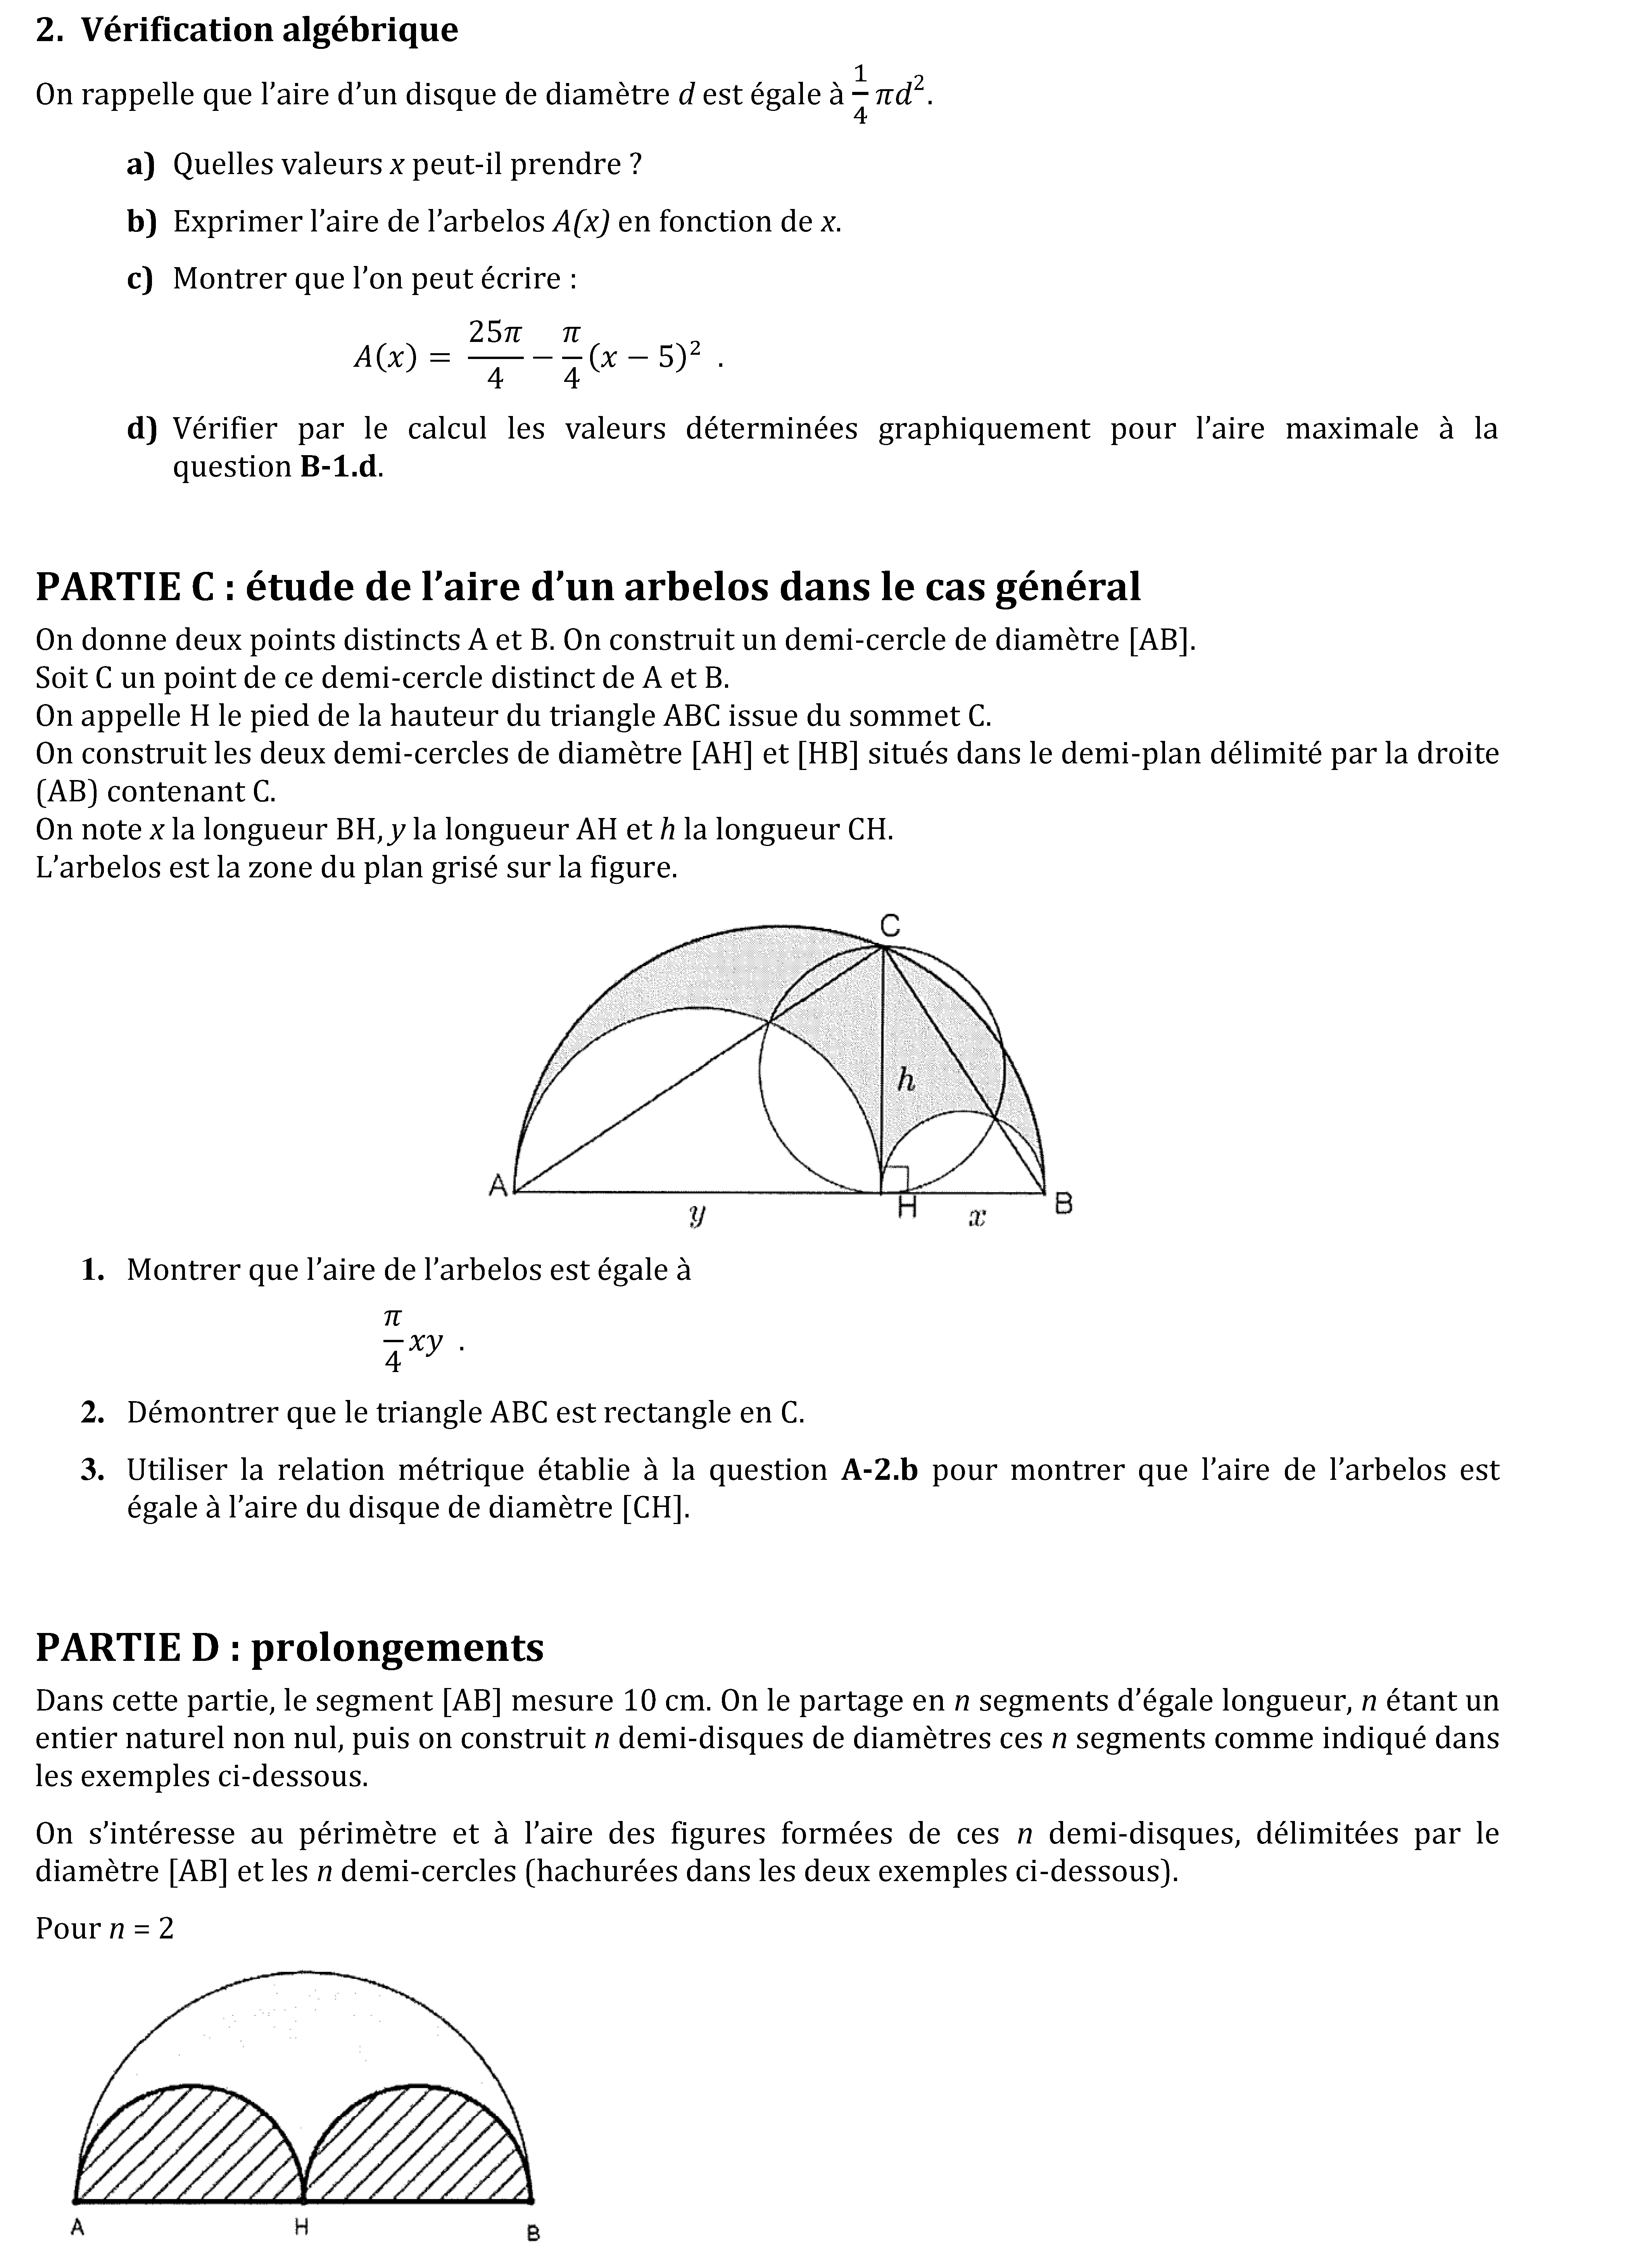 2. Vérification algébrique
On rappelle que l’aire d’un disque de diamètre d est égale à 1/4 πd².
a) Quelles valeurs x peut-il prendre ?
b) Exprimer l’aire de l’arbelos A(x) en fonction de x.
c) Montrer que l’on peut écrire :
A(x) = 25π/4 − π/4 (x − 5)² .
d) Vérifier par le calcul les valeurs déterminées graphiquement pour l’aire maximale à la
question B-1.d.
PARTIE C : étude de l’aire d’un arbelos dans le cas général
On donne deux points distincts A et B. On construit un demi-cercle de diamètre [AB].
Soit C un point de ce demi-cercle distinct de A et B.
On appelle H le pied de la hauteur du triangle ABC issue du sommet C.
On construit les deux demi-cercles de diamètre [AH] et [HB] situés dans le demi-plan délimité par la droite
(AB) contenant C.
On note x la longueur BH, y la longueur AH et h la longueur CH.
L’arbelos est la zone du plan grisé sur la figure.
C
h
A
H
B
y
x
1. Montrer que l’aire de l’arbelos est égale à
π/4 xy .
2. Démontrer que le triangle ABC est rectangle en C.
3. Utiliser la relation métrique établie à la question A-2.b pour montrer que l’aire de l’arbelos est
égale à l’aire du disque de diamètre [CH].
PARTIE D : prolongements
Dans cette partie, le segment [AB] mesure 10 cm. On le partage en n segments d’égale longueur, n étant un
entier naturel non nul, puis on construit n demi-disques de diamètres ces n segments comme indiqué dans
les exemples ci-dessous.
On s’intéresse au périmètre et à l’aire des figures formées de ces n demi-disques, délimitées par le
diamètre [AB] et les n demi-cercles (hachurées dans les deux exemples ci-dessous).
Pour n = 2
A
H
B